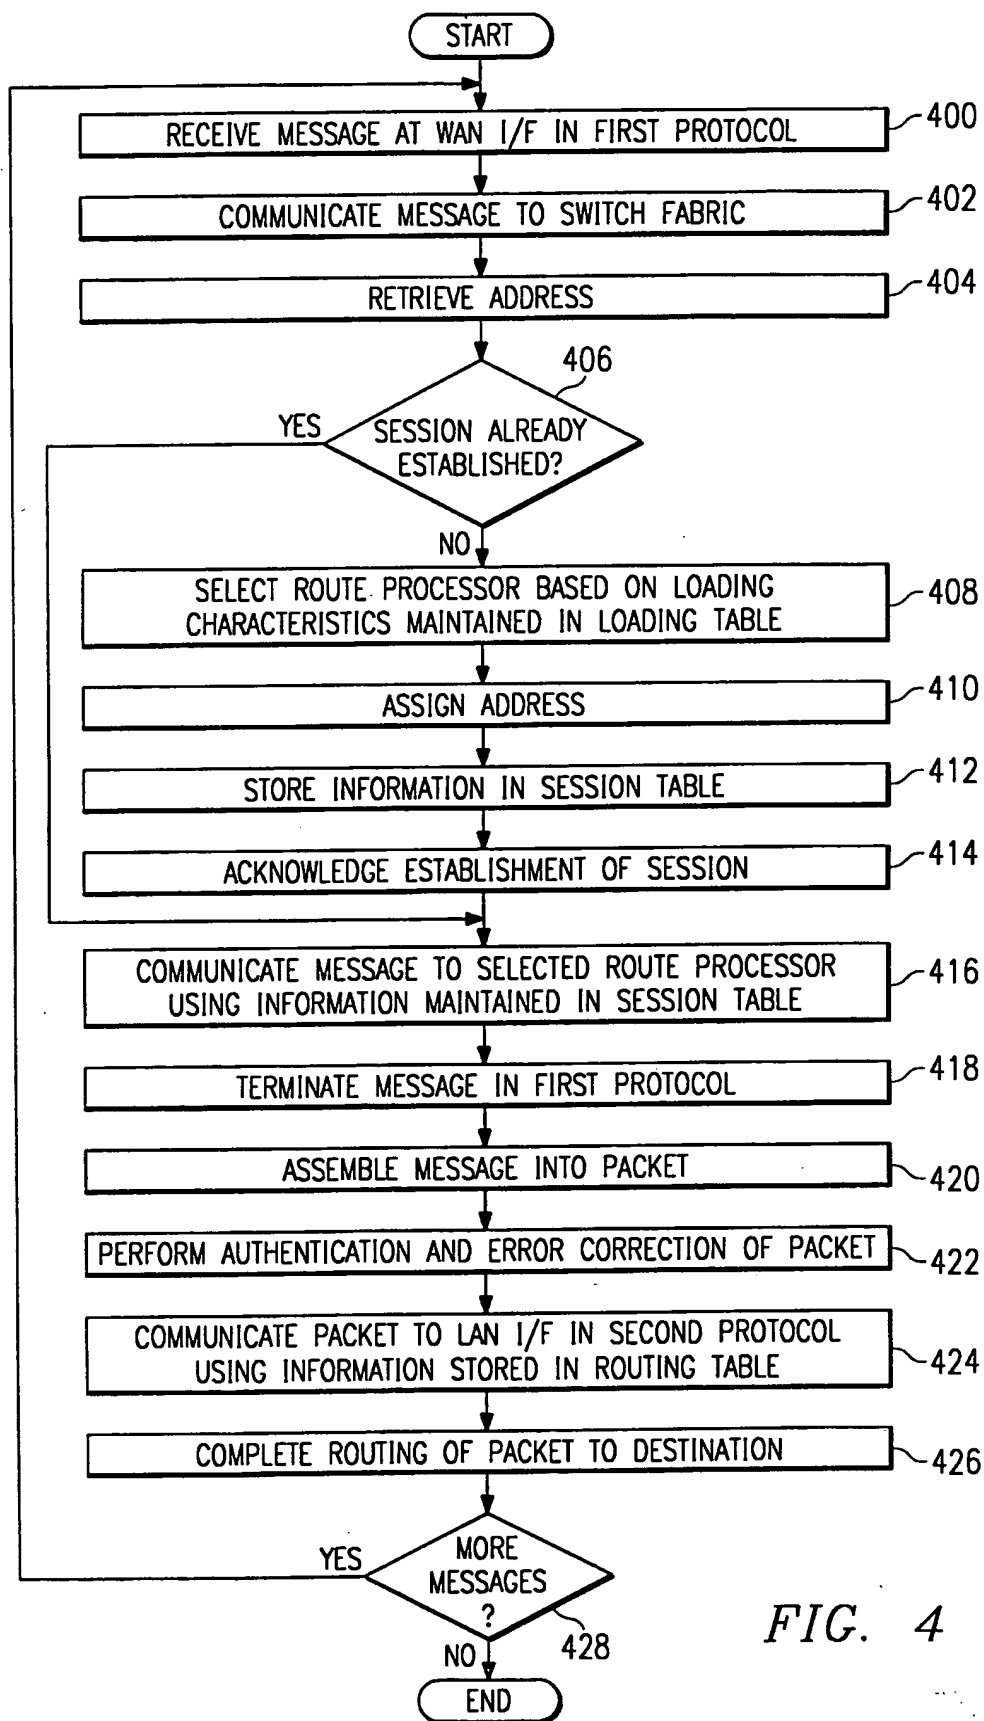 START
RECEIVE MESSAGE AT WAN I/F IN FIRST PROTOCOL
400
COMMUNICATE MESSAGE TO SWITCH FABRIC
402
RETRIEVE ADDRESS
404
406
YES
SESSION ALREADY
ESTABLISHED?
NO
SELECT ROUTE PROCESSOR BASED ON LOADING
CHARACTERISTICS MAINTAINED IN LOADING TABLE
408
ASSIGN ADDRESS
410
STORE INFORMATION IN SESSION TABLE
412
ACKNOWLEDGE ESTABLISHMENT OF SESSION
414
COMMUNICATE MESSAGE TO SELECTED ROUTE PROCESSOR
USING INFORMATION MAINTAINED IN SESSION TABLE
416
TERMINATE MESSAGE IN FIRST PROTOCOL
418
ASSEMBLE MESSAGE INTO PACKET
420
PERFORM AUTHENTICATION AND ERROR CORRECTION OF PACKET
422
COMMUNICATE PACKET TO LAN I/F IN SECOND PROTOCOL
USING INFORMATION STORED IN ROUTING TABLE
424
COMPLETE ROUTING OF PACKET TO DESTINATION
426
YES
MORE
MESSAGES
?
428
NO
END
FIG. 4